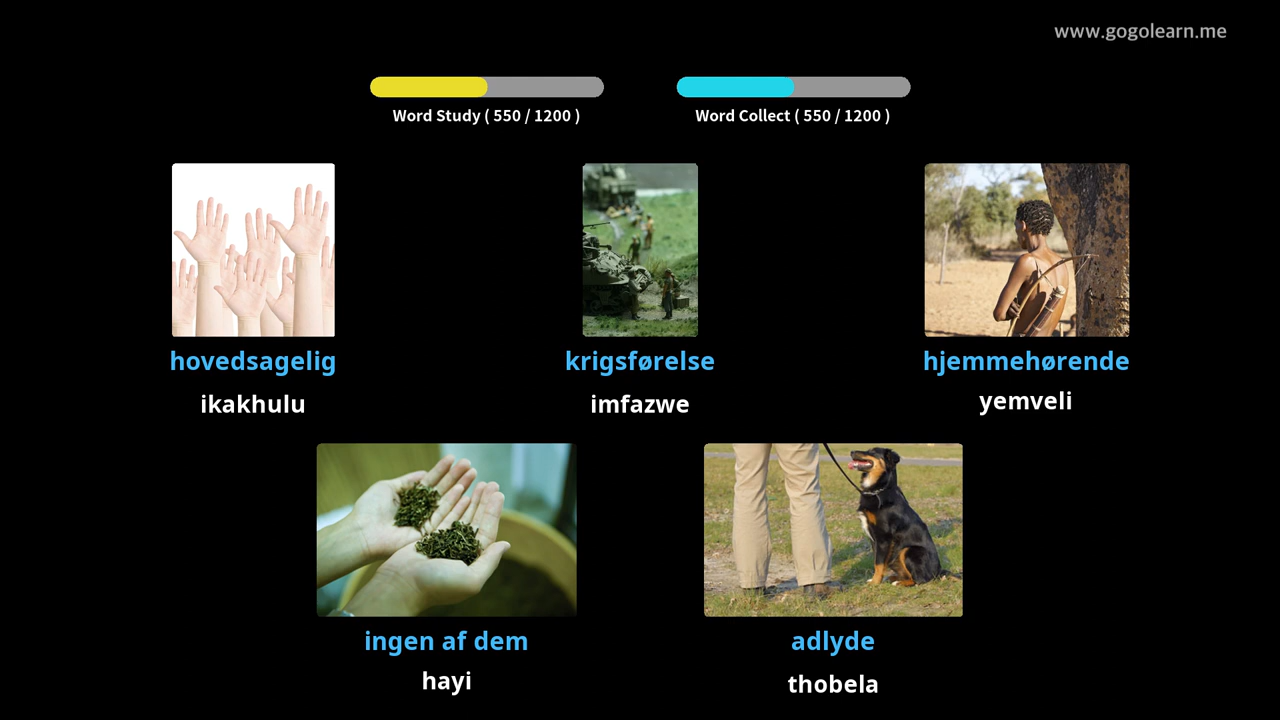 www.gogolearn.me
Word Study ( 550 / 1200 )
Word Collect ( 550 / 1200 )
hovedsagelig
ikakhulu
krigsførelse
imfazwe
hjemmehørende
yemveli
ingen af dem
hayi
adlyde
thobela